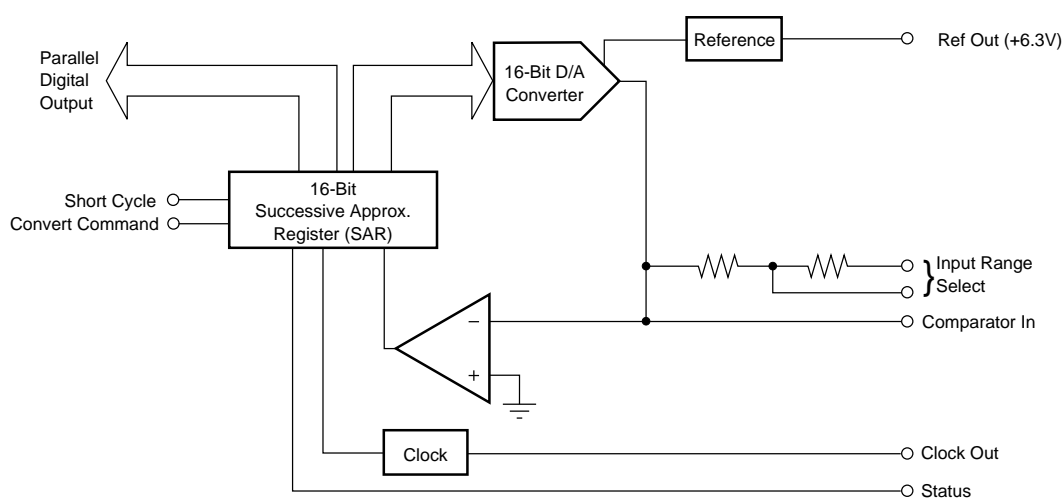 Parallel
Digital
Output
16-Bit D/A
Converter
Reference
Ref Out (+6.3V)
Short Cycle
Convert Command
16-Bit
Successive Approx.
Register (SAR)
Input Range
Select
Comparator In
–
+
Clock
Clock Out
Status